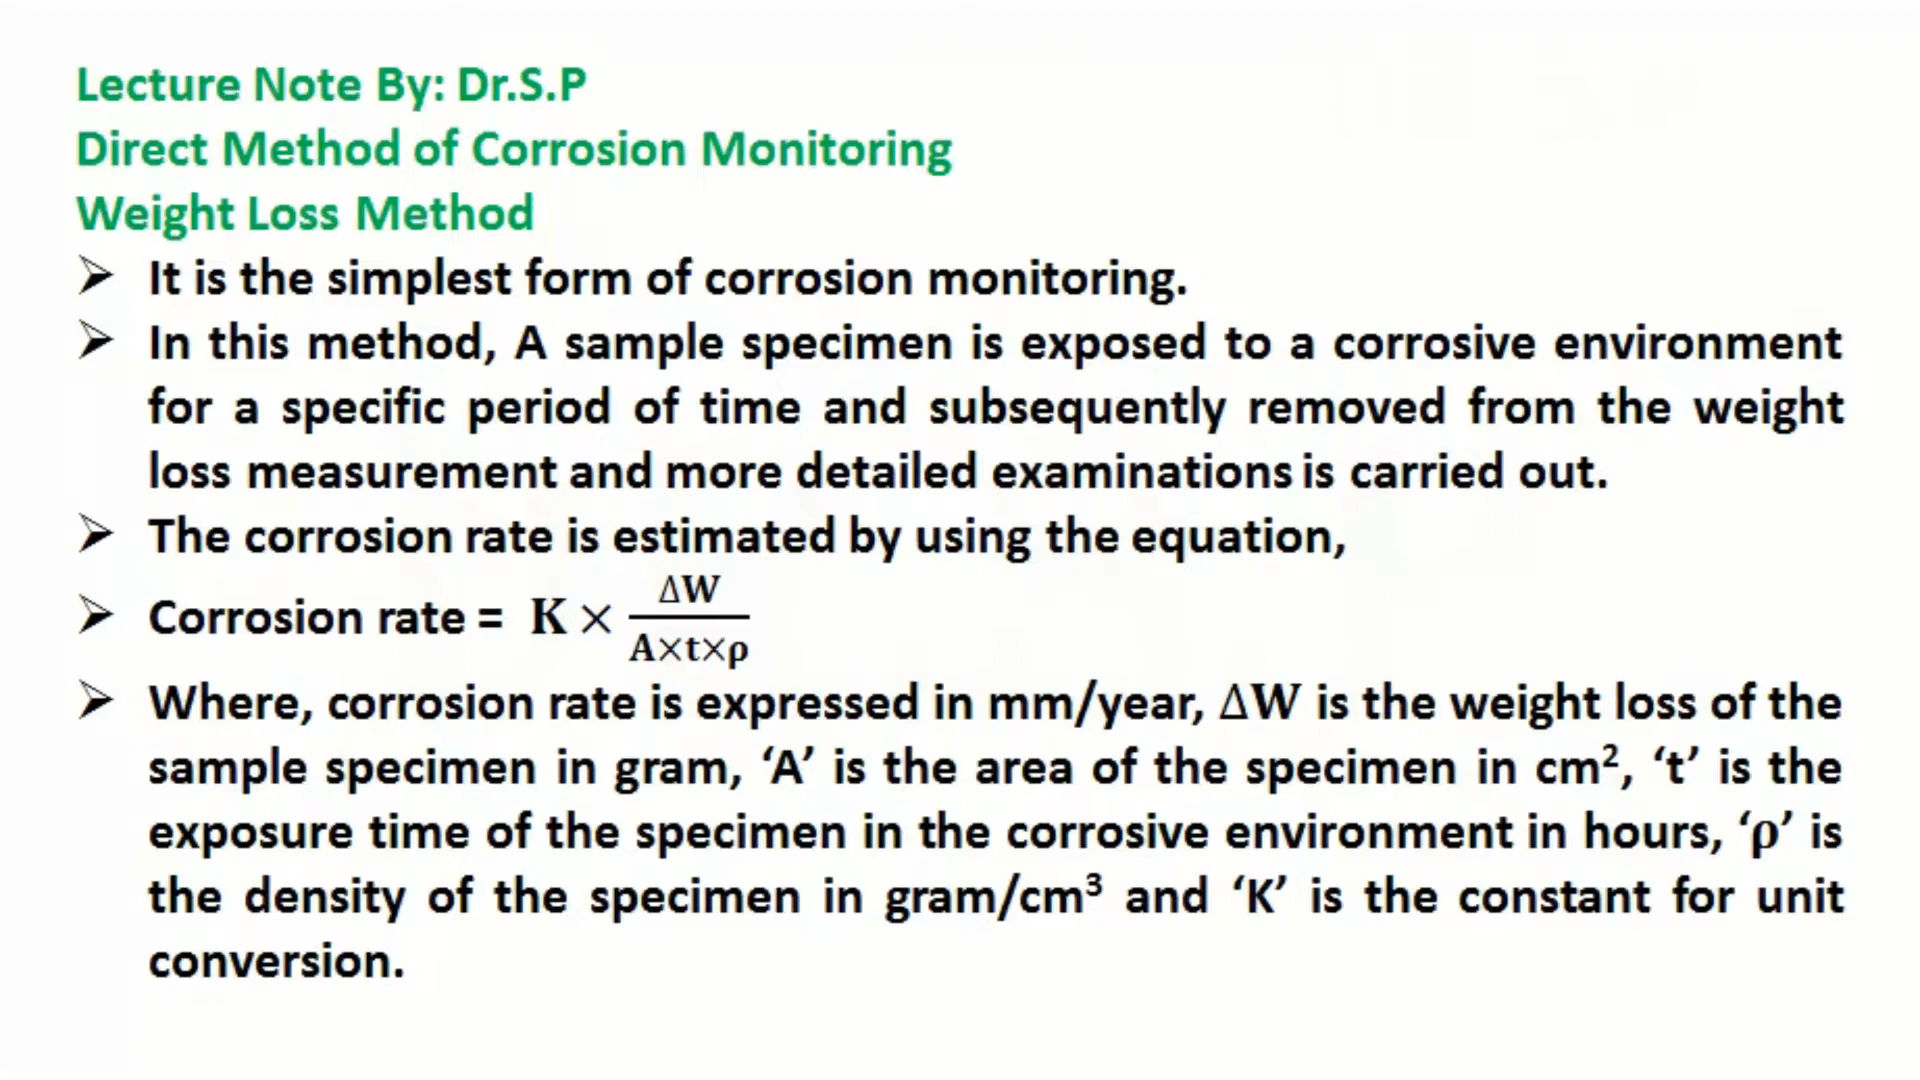 Lecture Note By: Dr.S.P
Direct Method of Corrosion Monitoring
Weight Loss Method
➢ It is the simplest form of corrosion monitoring.
➢ In this method, A sample specimen is exposed to a corrosive environment
for a specific period of time and subsequently removed from the weight
loss measurement and more detailed examinations is carried out.
➢ The corrosion rate is estimated by using the equation,
➢ Corrosion rate = K × ΔW / A×t×ρ
➢ Where, corrosion rate is expressed in mm/year, ΔW is the weight loss of the
sample specimen in gram, ‘A’ is the area of the specimen in cm², ‘t’ is the
exposure time of the specimen in the corrosive environment in hours, ‘ρ’ is
the density of the specimen in gram/cm³ and ‘K’ is the constant for unit
conversion.